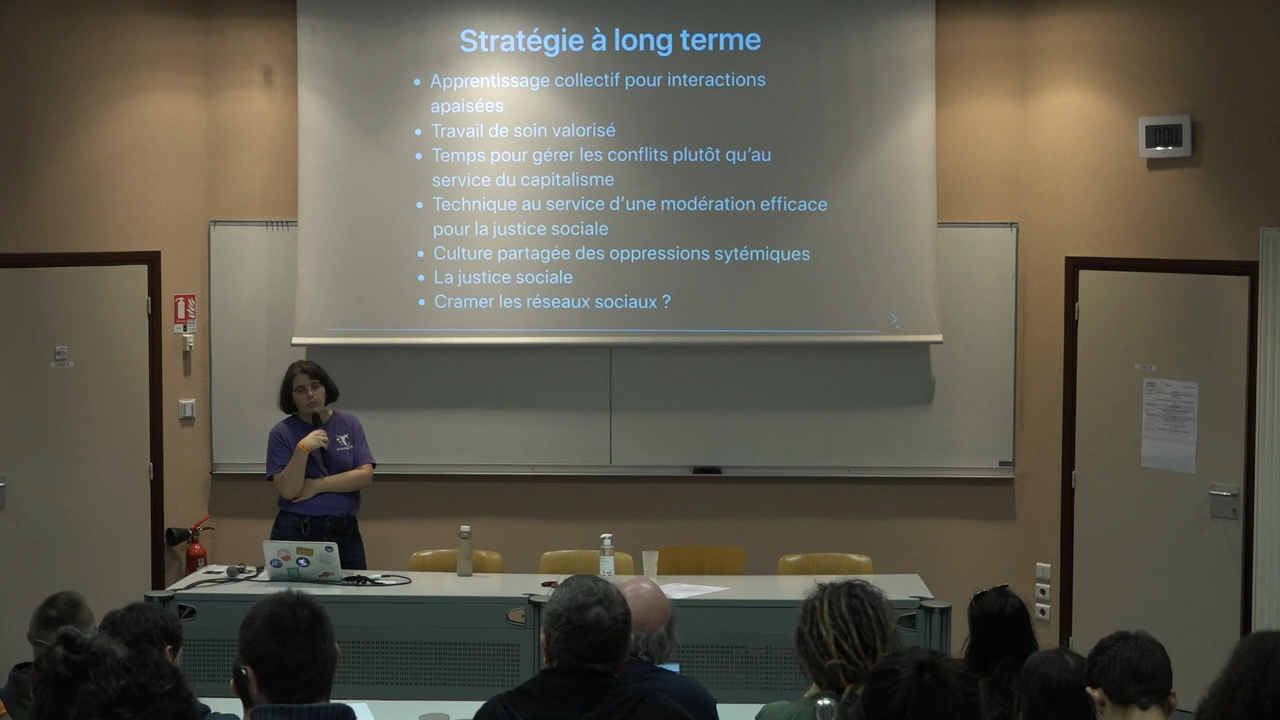 Stratégie à long terme
• Apprentissage collectif pour interactions
apaisées
• Travail de soin valorisé
• Temps pour gérer les conflits plutôt qu'au
service du capitalisme
• Technique au service d'une modération efficace
pour la justice sociale
• Culture partagée des oppressions sytémiques
• La justice sociale
• Cramer les réseaux sociaux ?